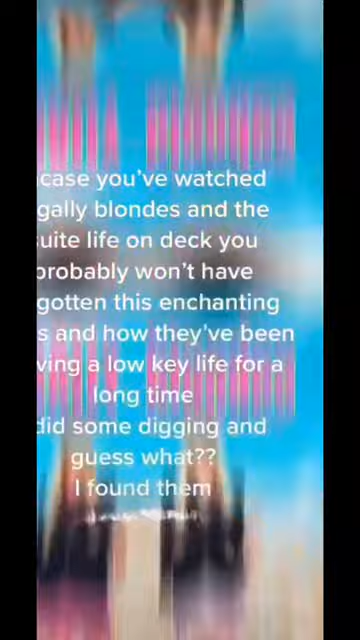 case you've watched
gally blondes and the
suite life on deck you
probably won't have
gotten this enchanting
s and how they've been
ving a low key life for a
long time
did some digging and
guess what??
I found them